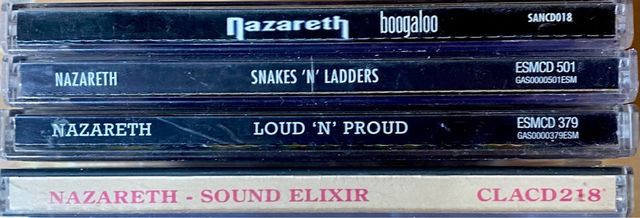 nazareth boogaloo SANCD018
NAZARETH SNAKES 'N' LADDERS ESMCD 501
GAS0000501ESM
NAZARETH LOUD 'N' PROUD ESMCD 379
GAS0000379ESM
NAZARETH - SOUND ELIXIR CLACD218